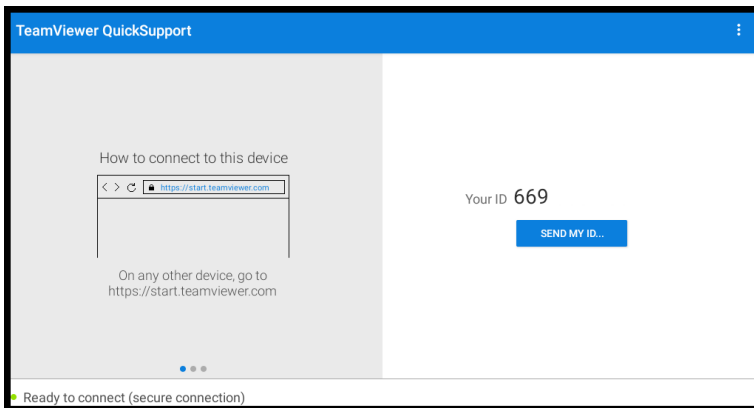 TeamViewer QuickSupport
How to connect to this device
https://start.teamviewer.com
On any other device, go to
https://start.teamviewer.com
Your ID 669
SEND MY ID...
Ready to connect (secure connection)